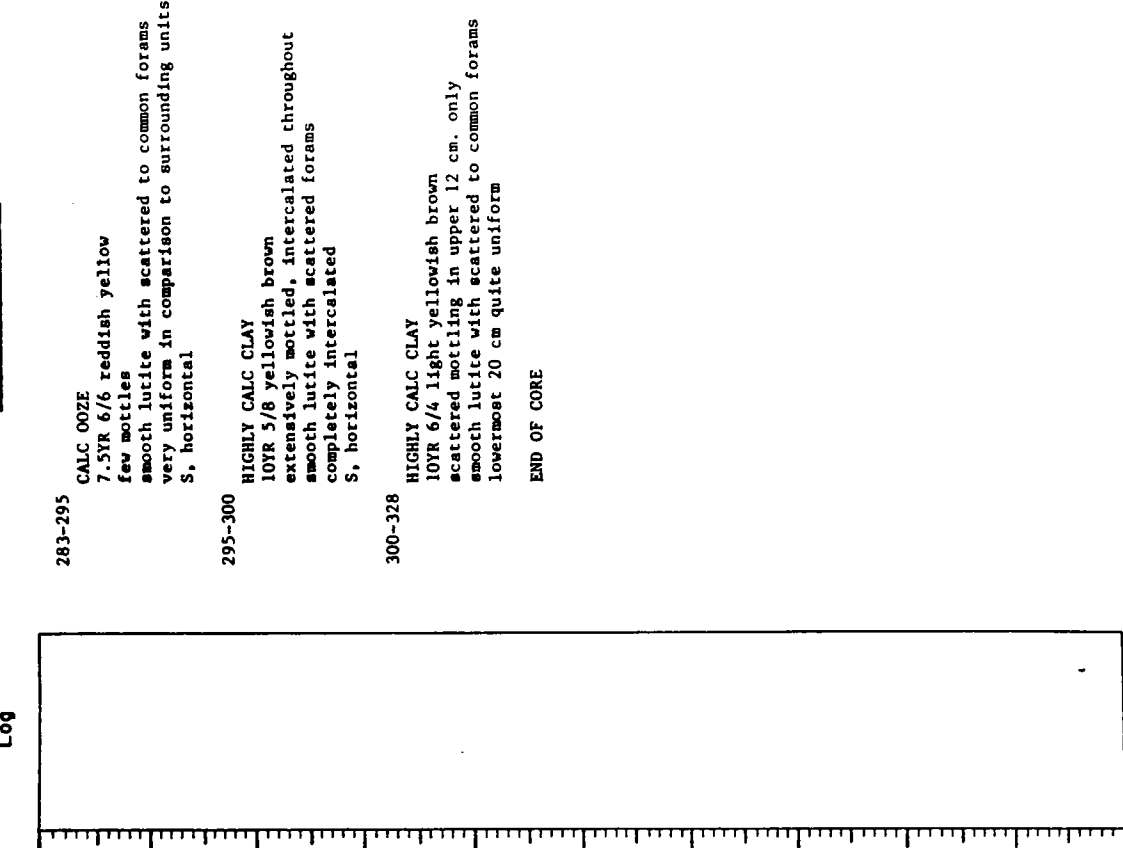 Log
283-295
CALC OOZE
7.5YR 6/6 reddish yellow
few mottles
smooth lutite with scattered to common forams
very uniform in comparison to surrounding units
S, horizontal
295-300
HIGHLY CALC CLAY
10YR 5/8 yellowish brown
extensively mottled, intercalated throughout
smooth lutite with scattered forams
completely intercalated
S, horizontal
300-328
HIGHLY CALC CLAY
10YR 6/4 light yellowish brown
scattered mottling in upper 12 cm. only
smooth lutite with scattered to common forams
lowermost 20 cm quite uniform
END OF CORE